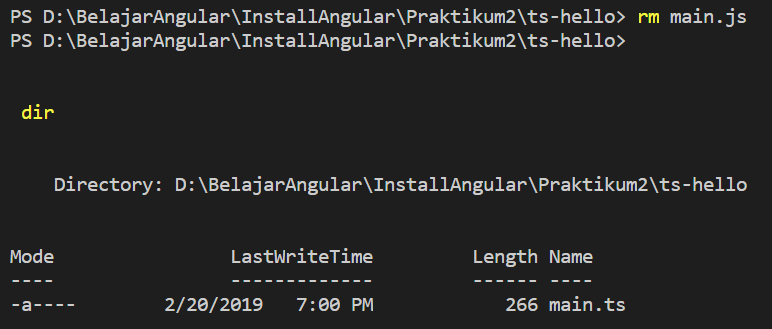 PS D:\BelajarAngular\InstallAngular\Praktikum2\ts-hello> rm main.js
PS D:\BelajarAngular\InstallAngular\Praktikum2\ts-hello>
dir
Directory: D:\BelajarAngular\InstallAngular\Praktikum2\ts-hello
Mode LastWriteTime Length Name
---- ------------- ------ ----
-a---- 2/20/2019 7:00 PM 266 main.ts